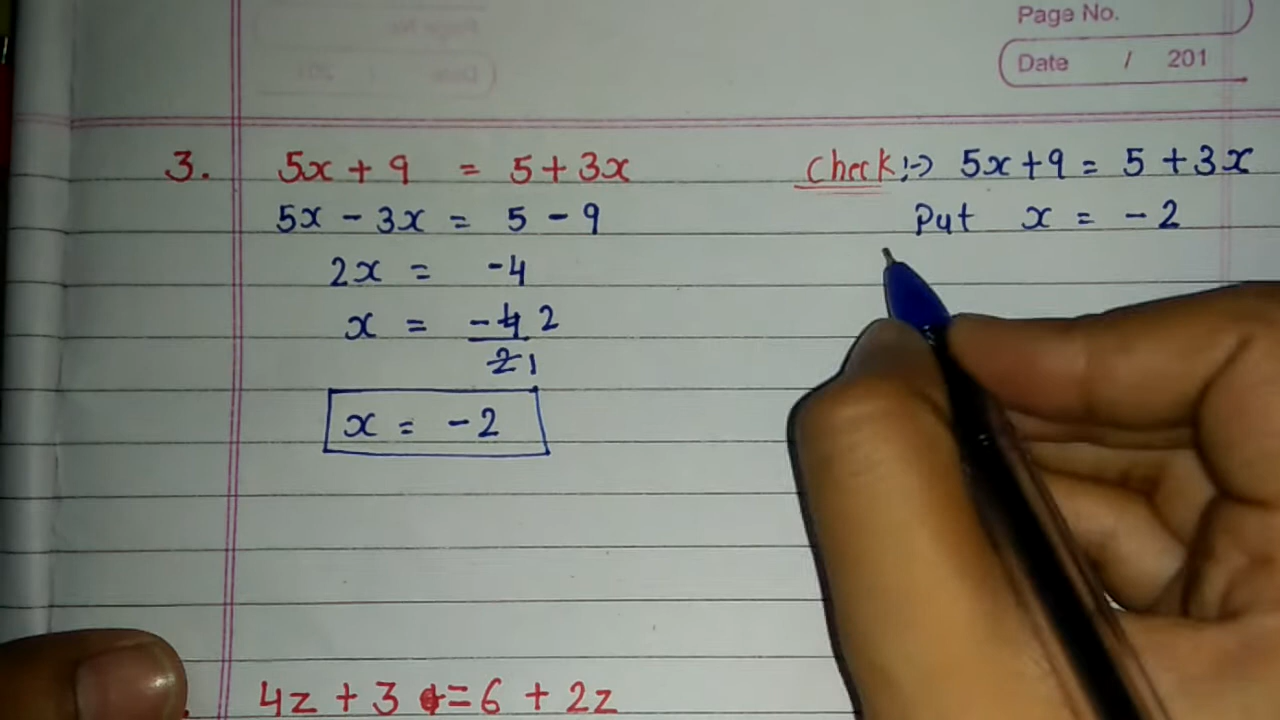 Page No.
Date / 201
3. 5x + 9 = 5 + 3x
5x - 3x = 5 - 9
2x = -4
x = -4 2
2 1
x = -2
Check :-> 5x + 9 = 5 + 3x
Put x = -2
4z + 3 = 6 + 2z